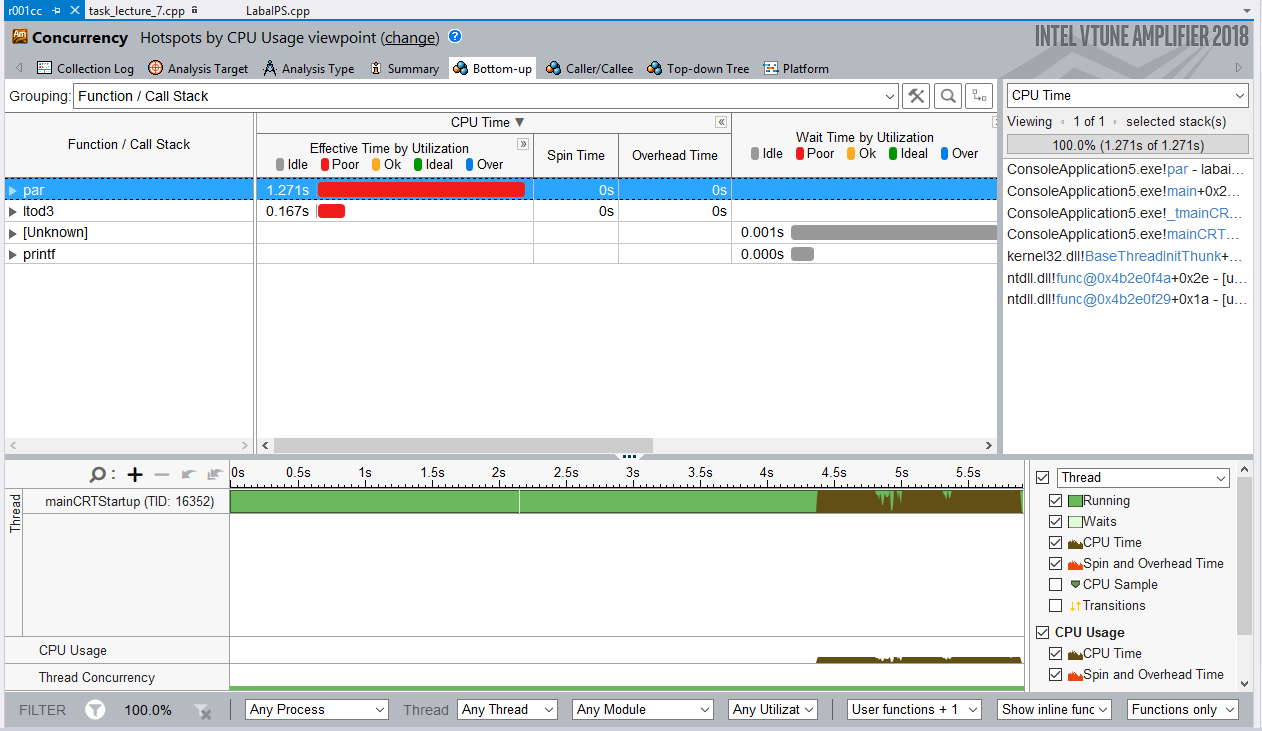 r001cc task_lecture_7.cpp LabaIPS.cpp
Am Concurrency Hotspots by CPU Usage viewpoint (change) ? INTEL VTUNE AMPLIFIER 2018
Collection Log Analysis Target Analysis Type Summary Bottom-up Caller/Callee Top-down Tree Platform
Grouping: Function / Call Stack
CPU Time
Viewing 1 of 1 selected stack(s)
100.0% (1.271s of 1.271s)
ConsoleApplication5.exe!par - labai...
ConsoleApplication5.exe!main+0x2...
ConsoleApplication5.exe!_tmainCR...
ConsoleApplication5.exe!mainCRT...
kernel32.dll!BaseThreadInitThunk+...
ntdll.dll!func@0x4b2e0f4a+0x2e - [u...
ntdll.dll!func@0x4b2e0f29+0x1a - [u...
Function / Call Stack
CPU Time
Effective Time by Utilization
Idle Poor Ok Ideal Over
Spin Time
Overhead Time
Wait Time by Utilization
Idle Poor Ok Ideal Over
par 1.271s 0s 0s
ltod3 0.167s 0s 0s
[Unknown] 0.001s
printf 0.000s
0s 0.5s 1s 1.5s 2s 2.5s 3s 3.5s 4s 4.5s 5s 5.5s
Thread
mainCRTStartup (TID: 16352)
CPU Usage
Thread Concurrency
Thread
Running
Waits
CPU Time
Spin and Overhead Time
CPU Sample
Transitions
CPU Usage
CPU Time
Spin and Overhead Time
FILTER 100.0% Any Process Thread Any Thread Any Module Any Utilizat User functions + 1 Show inline func Functions only